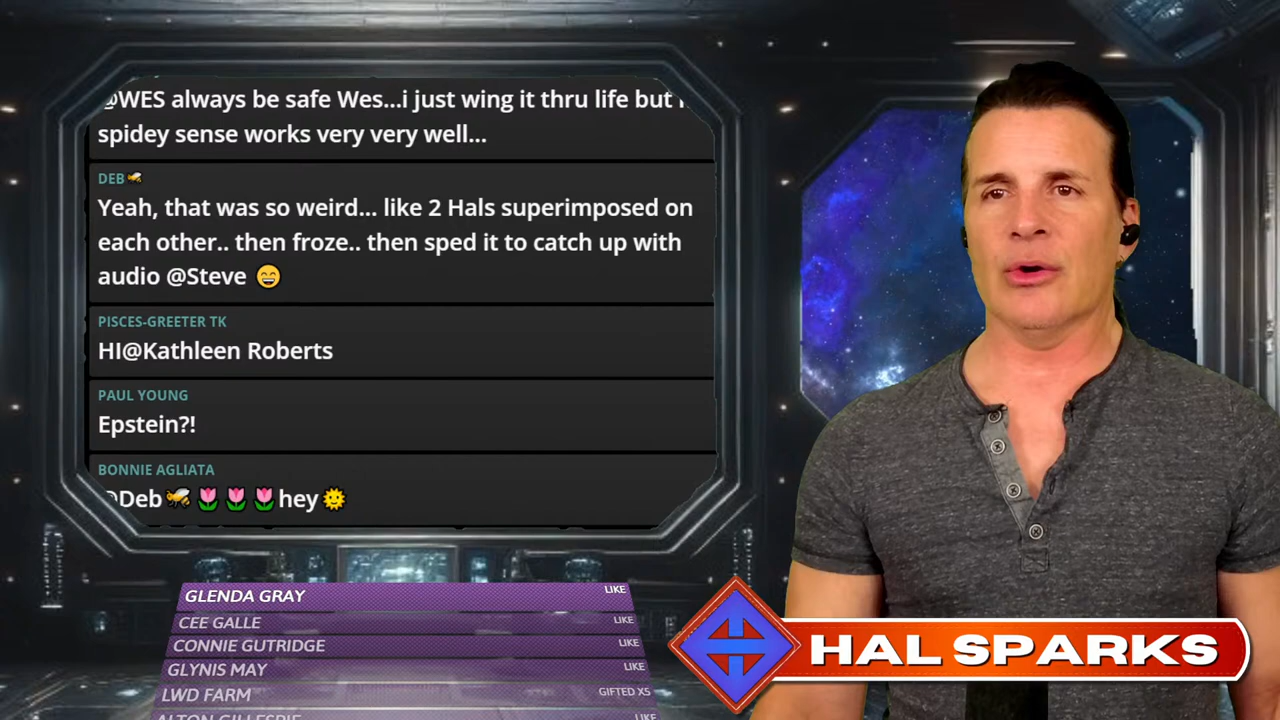 @WES always be safe Wes...i just wing it thru life but
spidey sense works very very well...
DEB🐝
Yeah, that was so weird... like 2 Hals superimposed on
each other.. then froze.. then sped it to catch up with
audio @Steve 😄
PISCES-GREETER TK
HI@Kathleen Roberts
PAUL YOUNG
Epstein?!
BONNIE AGLIATA
@Deb🐝🌷🌷🌷hey🌞
GLENDA GRAY LIKE
CEE GALLE LIKE
CONNIE GUTRIDGE LIKE
GLYNIS MAY LIKE
LWD FARM GIFTED X5
ALTON GILLESPIE LIKE
HAL SPARKS